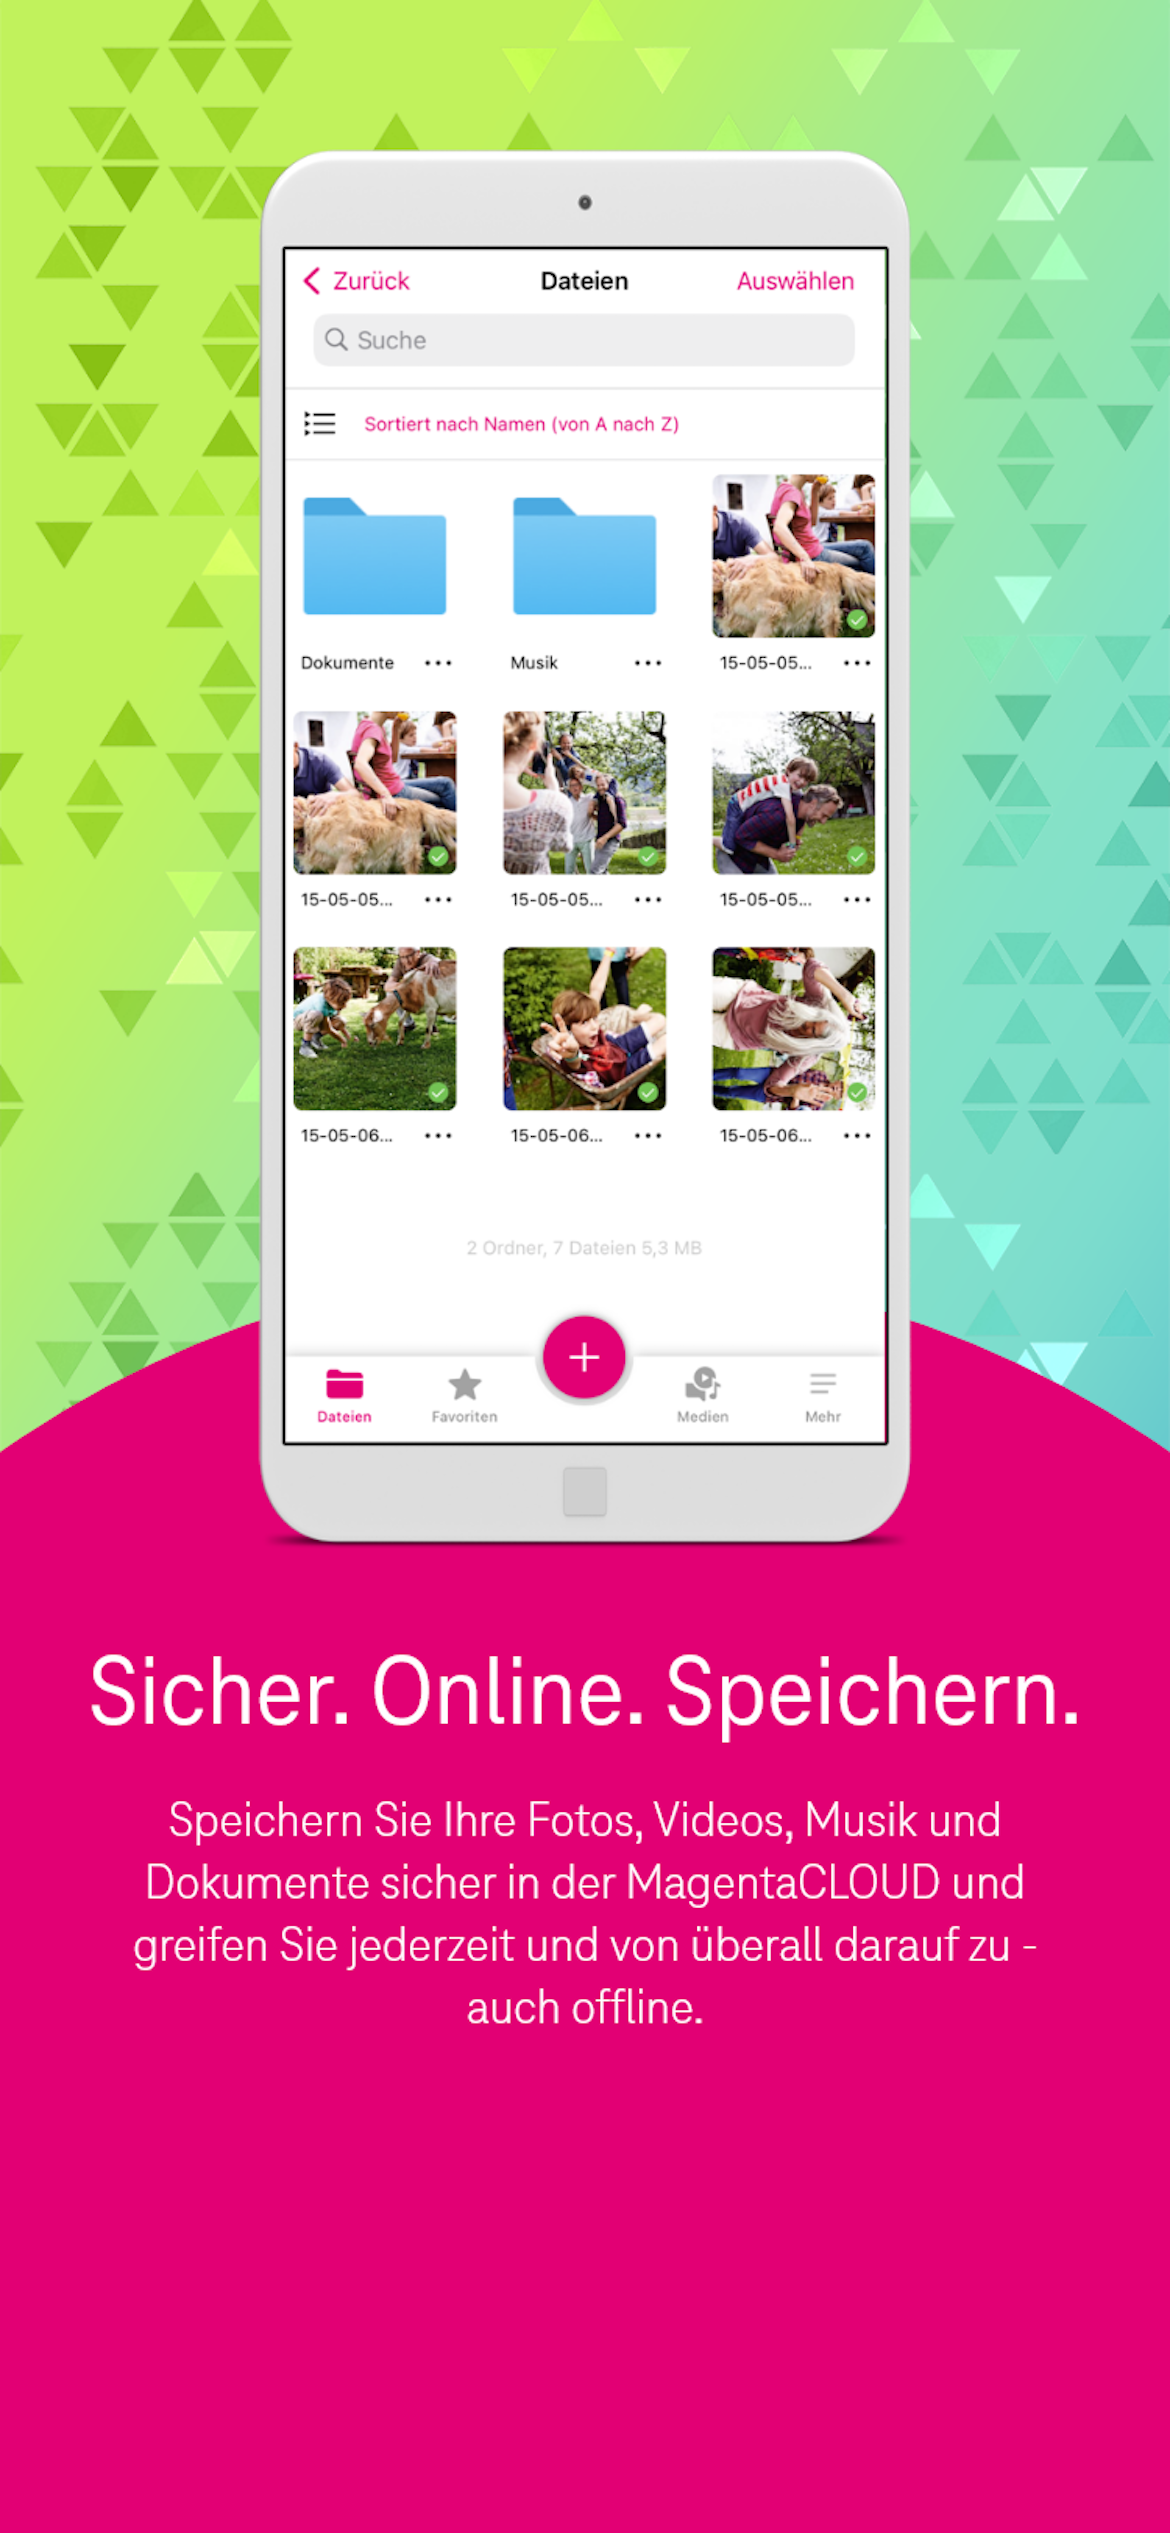 Zurück Dateien Auswählen
Suche
Sortiert nach Namen (von A nach Z)
Dokumente ••• Musik ••• 15-05-05... •••
15-05-05... ••• 15-05-05... ••• 15-05-05... •••
15-05-06... ••• 15-05-06... ••• 15-05-06... •••
2 Ordner, 7 Dateien 5,3 MB
Dateien Favoriten Medien Mehr
Sicher. Online. Speichern.
Speichern Sie Ihre Fotos, Videos, Musik und
Dokumente sicher in der MagentaCLOUD und
greifen Sie jederzeit und von überall darauf zu -
auch offline.